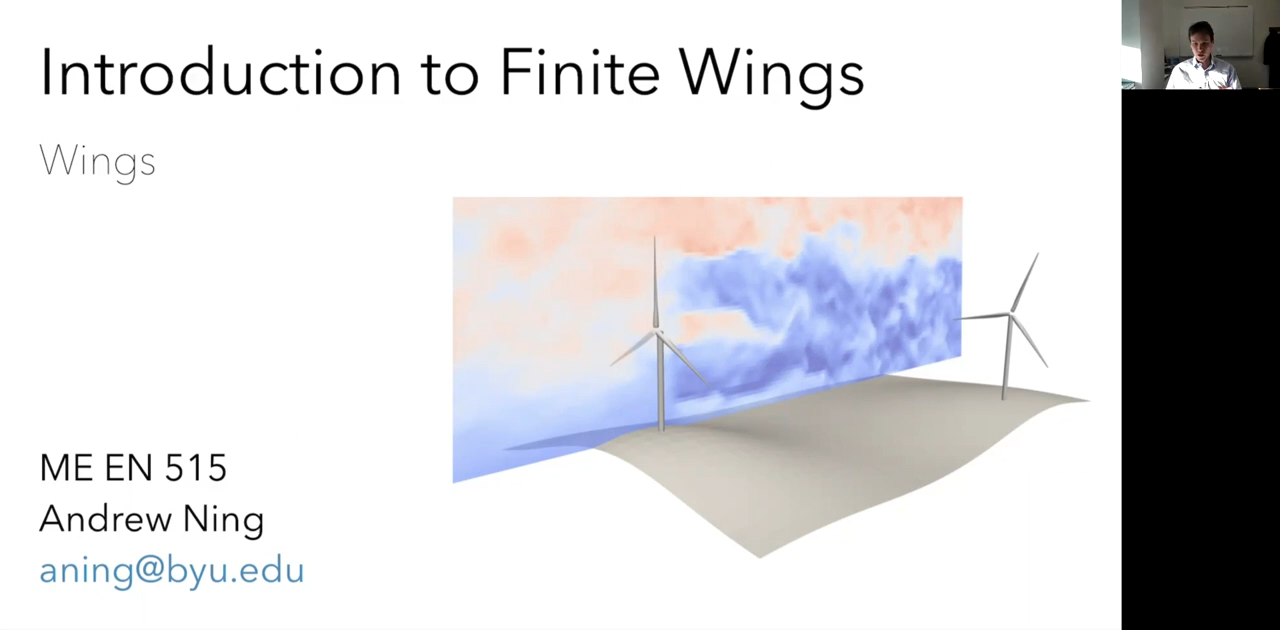 Introduction to Finite Wings
Wings
ME EN 515
Andrew Ning
aning@byu.edu